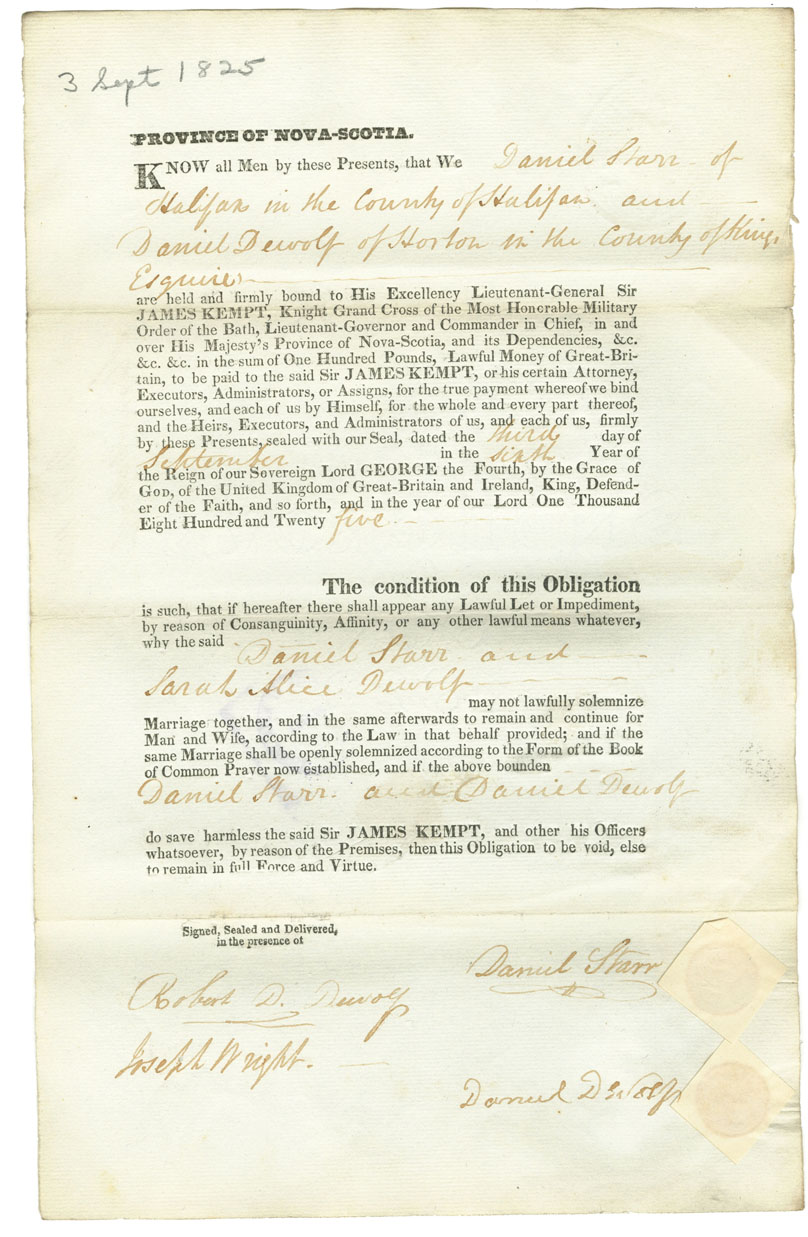 3 Sept 1825
PROVINCE OF NOVA-SCOTIA.
KNOW all Men by these Presents, that We Daniel Starr of
Halifax in the County of Halifax and
Daniel Dewolf of Horton in the County of Kings
Esquires
are held and firmly bound to His Excellency Lieutenant-General Sir
JAMES KEMPT, Knight Grand Cross of the Most Honorable Military
Order of the Bath, Lieutenant-Governor and Commander in Chief, in and
over His Majesty's Province of Nova-Scotia, and its Dependencies, &c.
&c. &c. in the sum of One Hundred Pounds, Lawful Money of Great-Bri-
tain, to be paid to the said Sir JAMES KEMPT, or his certain Attorney,
Executors, Administrators, or Assigns, for the true payment whereof we bind
ourselves, and each of us by Himself, for the whole and every part thereof,
and the Heirs, Executors, and Administrators of us, and each of us, firmly
by these Presents, sealed with our Seal, dated the third day of
September in the sixth Year of
the Reign of our Sovereign Lord GEORGE the Fourth, by the Grace of
GOD, of the United Kingdom of Great-Britain and Ireland, King, Defend-
er of the Faith, and so forth, and in the year of our Lord One Thousand
Eight Hundred and Twenty five
The condition of this Obligation
is such, that if hereafter there shall appear any Lawful Let or Impediment,
by reason of Consanguinity, Affinity, or any other lawful means whatever,
why the said Daniel Starr and
Sarah Alice Dewolf
may not lawfully solemnize
Marriage together, and in the same afterwards to remain and continue for
Man and Wife, according to the Law in that behalf provided; and if the
same Marriage shall be openly solemnized according to the Form of the Book
of Common Prayer now established, and if the above bounden
Daniel Starr and Daniel Dewolf
do save harmless the said Sir JAMES KEMPT, and other his Officers
whatsoever, by reason of the Premises, then this Obligation to be void, else
to remain in full Force and Virtue.
Signed, Sealed and Delivered,
in the presence of
Daniel Starr
Robert D. Dewolf
Joseph Wright.
Daniel DeWolf